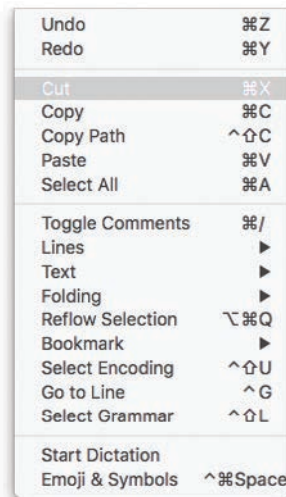 Undo ⌘Z
Redo ⌘Y
Cut ⌘X
Copy ⌘C
Copy Path ^⇧C
Paste ⌘V
Select All ⌘A
Toggle Comments ⌘/
Lines ▶
Text ▶
Folding ▶
Reflow Selection ⌥⌘Q
Bookmark ▶
Select Encoding ^⇧U
Go to Line ^G
Select Grammar ^⇧L
Start Dictation
Emoji & Symbols ^⌘Space